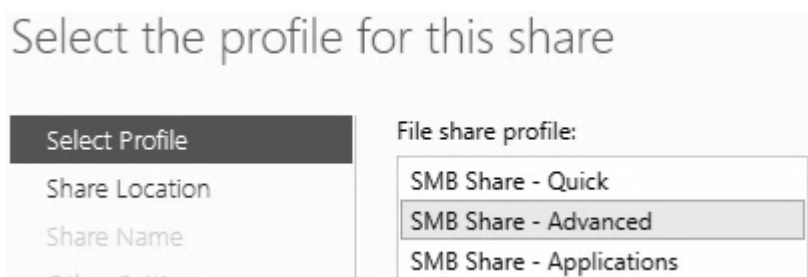 Select the profile for this share
Select Profile
File share profile:
Share Location
SMB Share - Quick
SMB Share - Advanced
Share Name
SMB Share - Applications